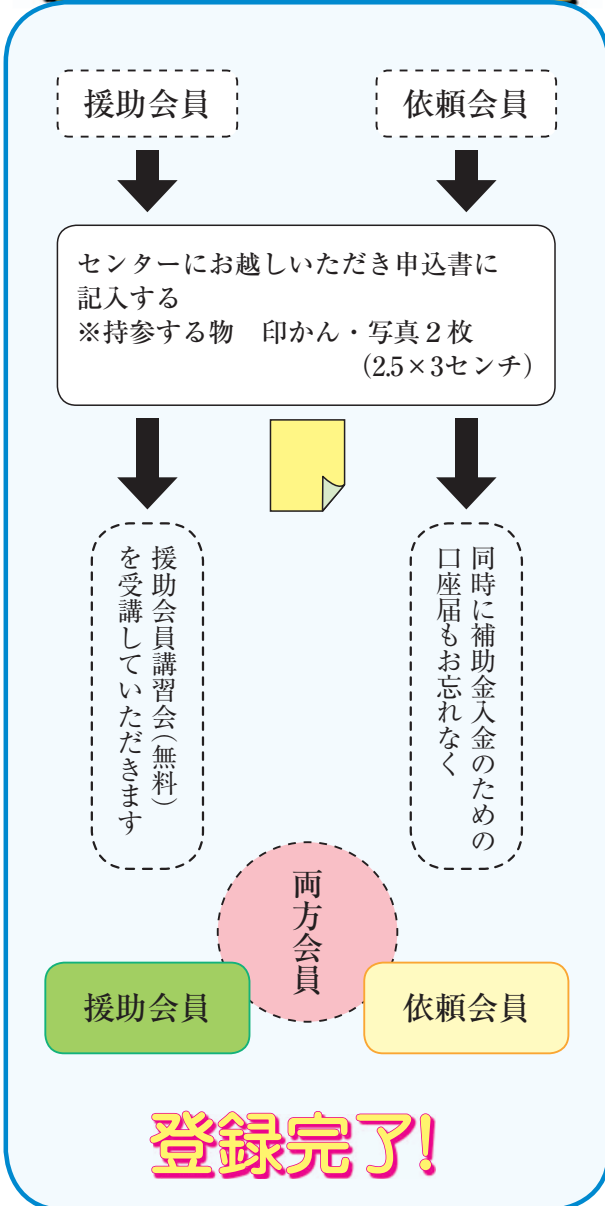 援助会員
依頼会員
センターにお越しいただき申込書に
記入する
※持参する物　印かん・写真２枚
（2.5×3センチ）
援助会員講習会（無料）
を受講していただきます
同時に補助金入金のための
口座届もお忘れなく
両方会員
援助会員
依頼会員
登録完了!